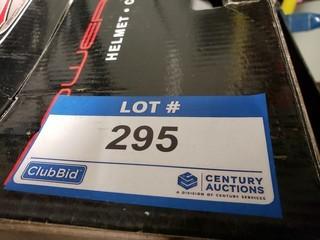 HELMET •
LOT #
295
ClubBid
CENTURY
AUCTIONS
A DIVISION OF CENTURY SERVICES